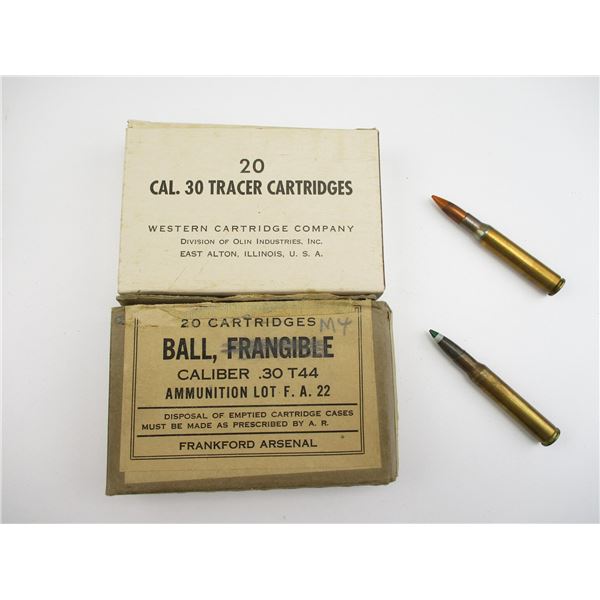 20
CAL. 30 TRACER CARTRIDGES
WESTERN CARTRIDGE COMPANY
DIVISION OF OLIN INDUSTRIES, INC.
EAST ALTON, ILLINOIS, U. S. A.
20 CARTRIDGES
M4
BALL, FRANGIBLE
CALIBER .30 T44
AMMUNITION LOT F. A. 22
DISPOSAL OF EMPTIED CARTRIDGE CASES
MUST BE MADE AS PRESCRIBED BY A. R.
FRANKFORD ARSENAL